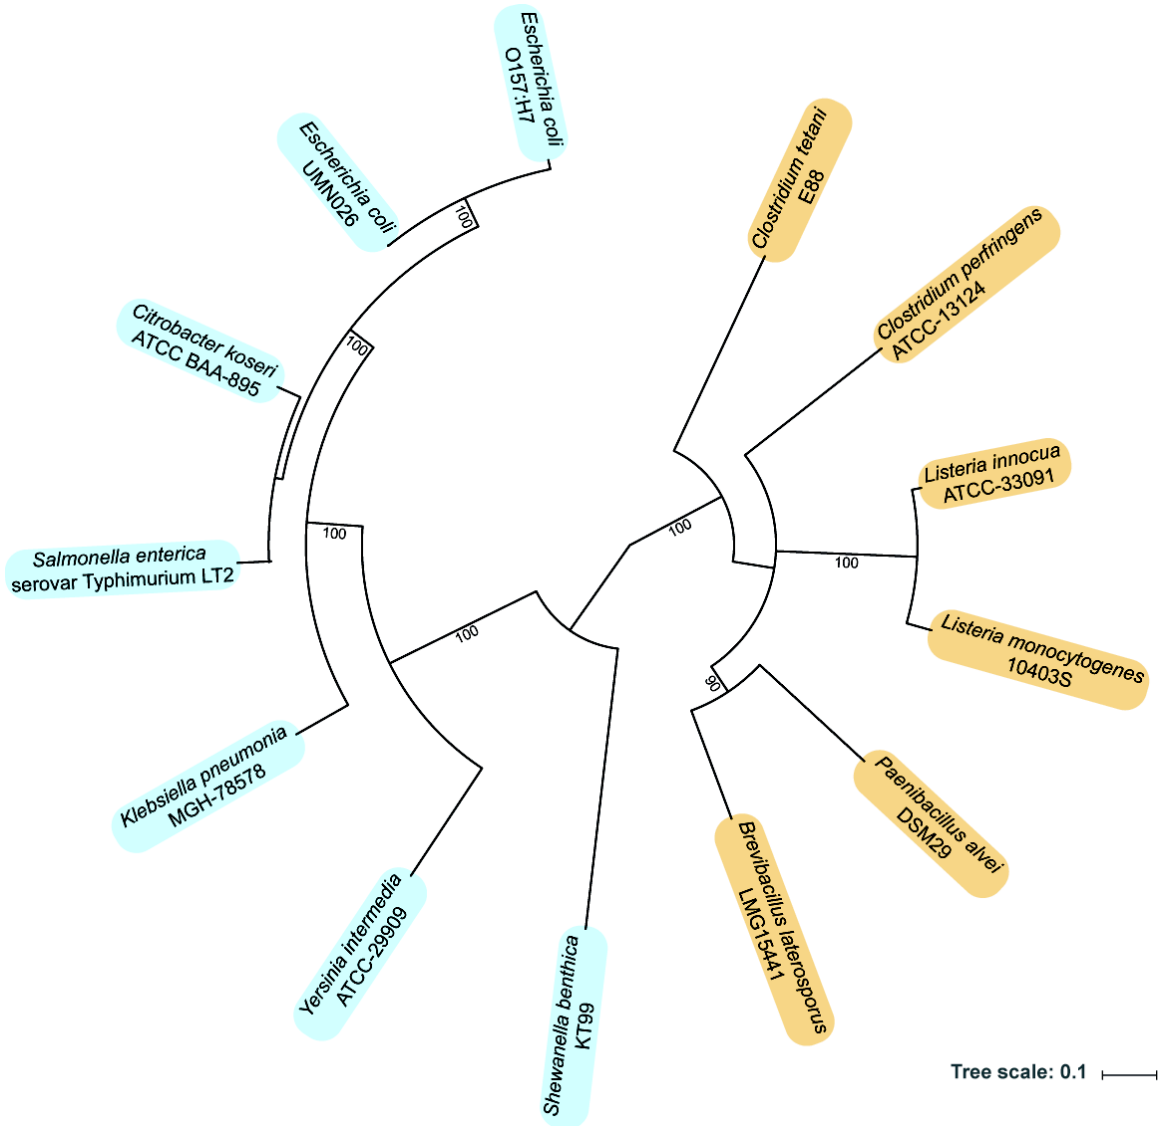 Escherichia coli
O157:H7
Escherichia coli
UMN026
100
Clostridium tetani
E88
Clostridium perfringens
ATCC-13124
Citrobacter koseri
ATCC BAA-895
100
Listeria innocua
ATCC-33091
100
100
100
Salmonella enterica
serovar Typhimurium LT2
Listeria monocytogenes
10403S
100
90
Klebsiella pneumonia
MGH-78578
Paenibacillus alvei
DSM29
Brevibacillus laterosporus
LMG15441
Yersinia intermedia
ATCC-29909
Shewanella benthica
KT99
Tree scale: 0.1